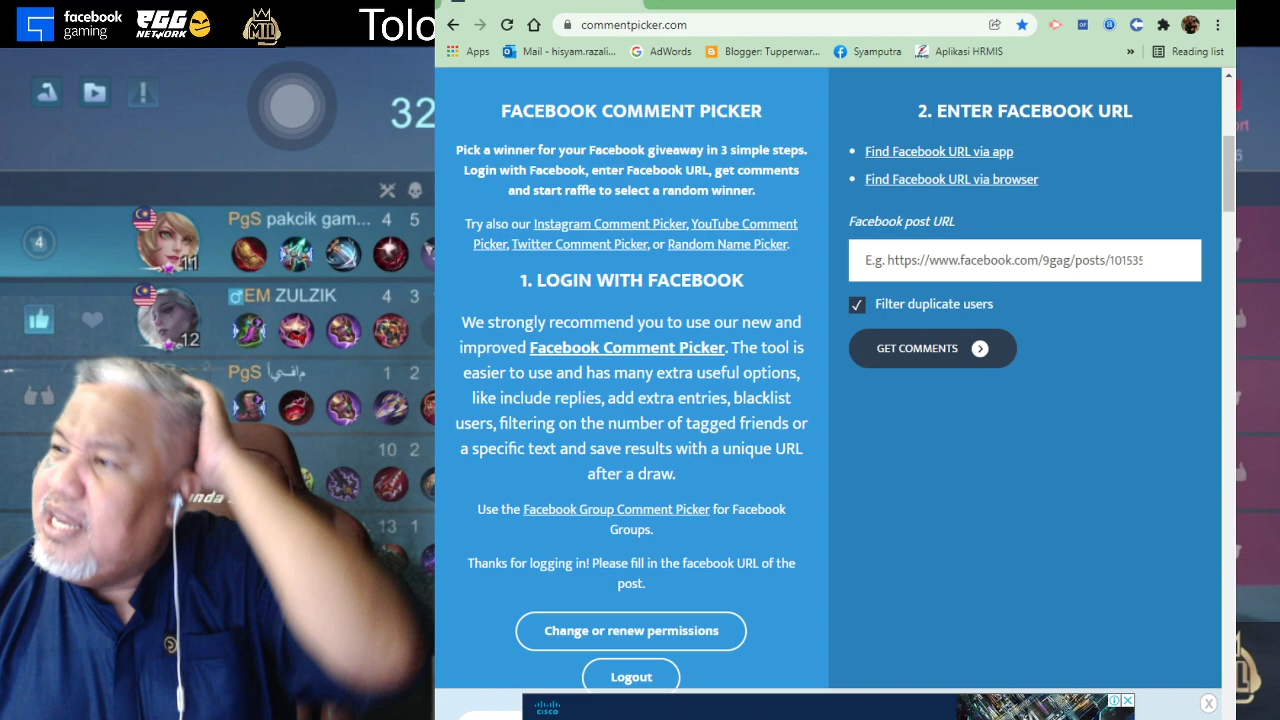 facebook
gaming
EGG
NETWORK
MIL
Tolo
32
4
PgS pakcik gam... 4 5
11
EM ZULZIK 4 3
12
PgS مافيأ 1 2
10 2
13 1
commentpicker.com
Apps
Mail - hisyam.razali...
AdWords
Blogger: Tupperwar...
Syamputra
Aplikasi HRMIS
»
Reading list
FACEBOOK COMMENT PICKER
Pick a winner for your Facebook giveaway in 3 simple steps.
Login with Facebook, enter Facebook URL, get comments
and start raffle to select a random winner.
Try also our Instagram Comment Picker, YouTube Comment
Picker, Twitter Comment Picker, or Random Name Picker.
1. LOGIN WITH FACEBOOK
We strongly recommend you to use our new and
improved Facebook Comment Picker. The tool is
easier to use and has many extra useful options,
like include replies, add extra entries, blacklist
users, filtering on the number of tagged friends or
a specific text and save results with a unique URL
after a draw.
Use the Facebook Group Comment Picker for Facebook
Groups.
Thanks for logging in! Please fill in the facebook URL of the
post.
Change or renew permissions
Logout
2. ENTER FACEBOOK URL
Find Facebook URL via app
Find Facebook URL via browser
Facebook post URL
E.g. https://www.facebook.com/9gag/posts/101535
Filter duplicate users
GET COMMENTS
CISCO